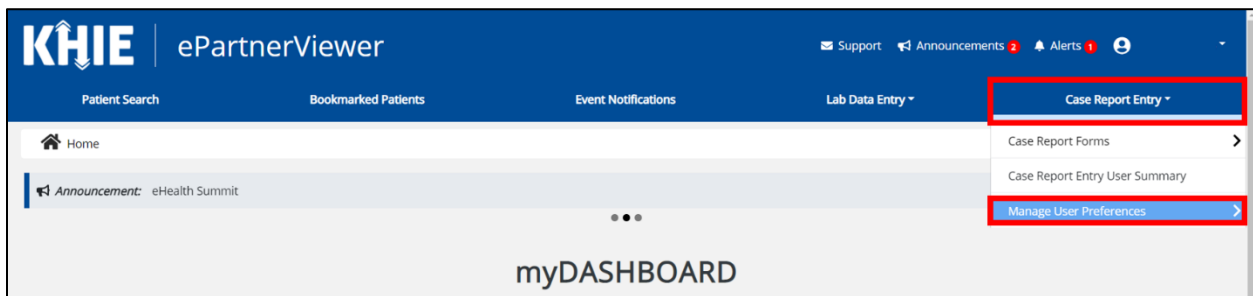 KHIE ePartnerViewer
Support Announcements 2 Alerts 1
Patient Search Bookmarked Patients Event Notifications Lab Data Entry Case Report Entry
Home
Case Report Forms
Case Report Entry User Summary
Announcement: eHealth Summit
Manage User Preferences
myDASHBOARD